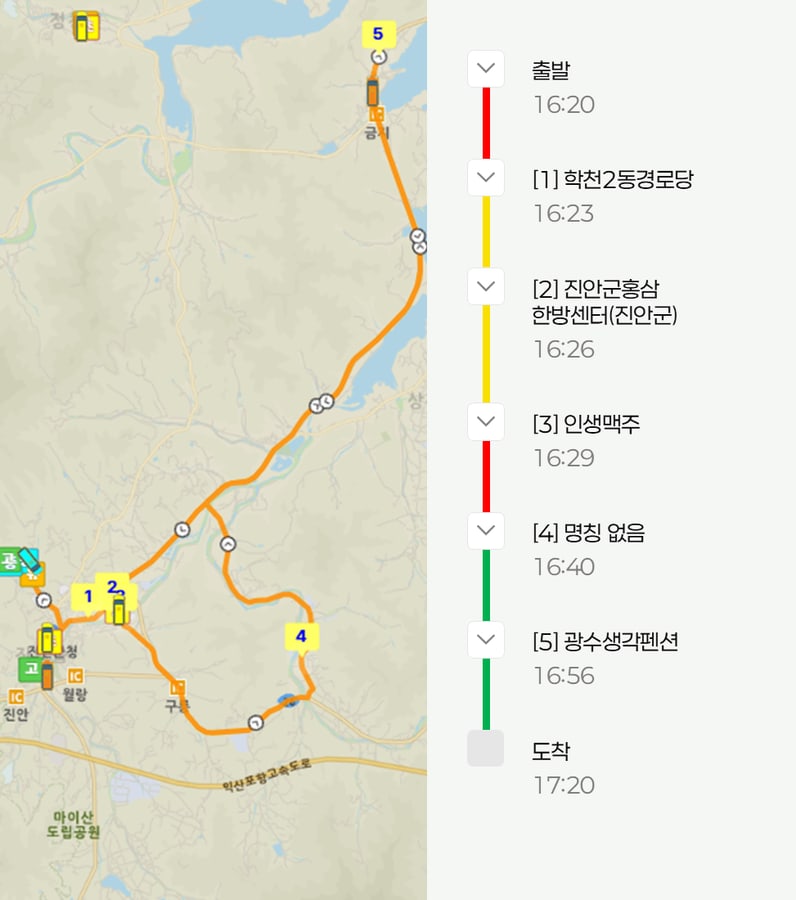 5
금지
상
공
1
2
4
고
월랑
IC
IC
진안
익산포항고속도로
마이산
도립공원
출발
16:20
[1] 학천2동경로당
16:23
[2] 진안군홍삼
한방센터(진안군)
16:26
[3] 인생맥주
16:29
[4] 명칭 없음
16:40
[5] 광수생각펜션
16:56
도착
17:20